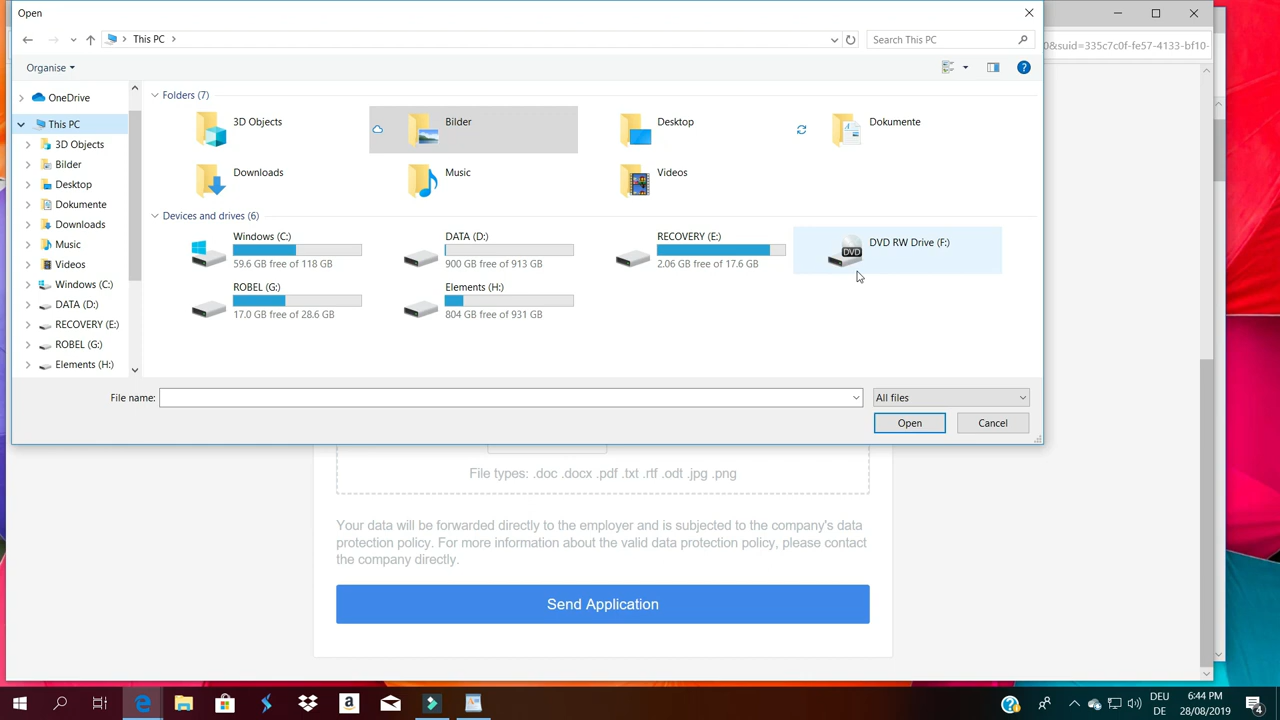 Open
This PC
Search This PC
0&suid=335c7c0f-fe57-4133-bf10-
Organise
OneDrive
This PC
3D Objects
Bilder
Desktop
Dokumente
Downloads
Music
Videos
Windows (C:)
DATA (D:)
RECOVERY (E:)
ROBEL (G:)
Elements (H:)
Folders (7)
3D Objects
Bilder
Desktop
Dokumente
Downloads
Music
Videos
Devices and drives (6)
Windows (C:)
59.6 GB free of 118 GB
DATA (D:)
900 GB free of 913 GB
RECOVERY (E:)
2.06 GB free of 17.6 GB
DVD RW Drive (F:)
DVD
ROBEL (G:)
17.0 GB free of 28.6 GB
Elements (H:)
804 GB free of 931 GB
File name:
All files
Open
Cancel
File types: .doc .docx .pdf .txt .rtf .odt .jpg .png
Your data will be forwarded directly to the employer and is subjected to the company's data
protection policy. For more information about the valid data protection policy, please contact
the company directly.
Send Application
DEU
DE
6:44 PM
28/08/2019
4